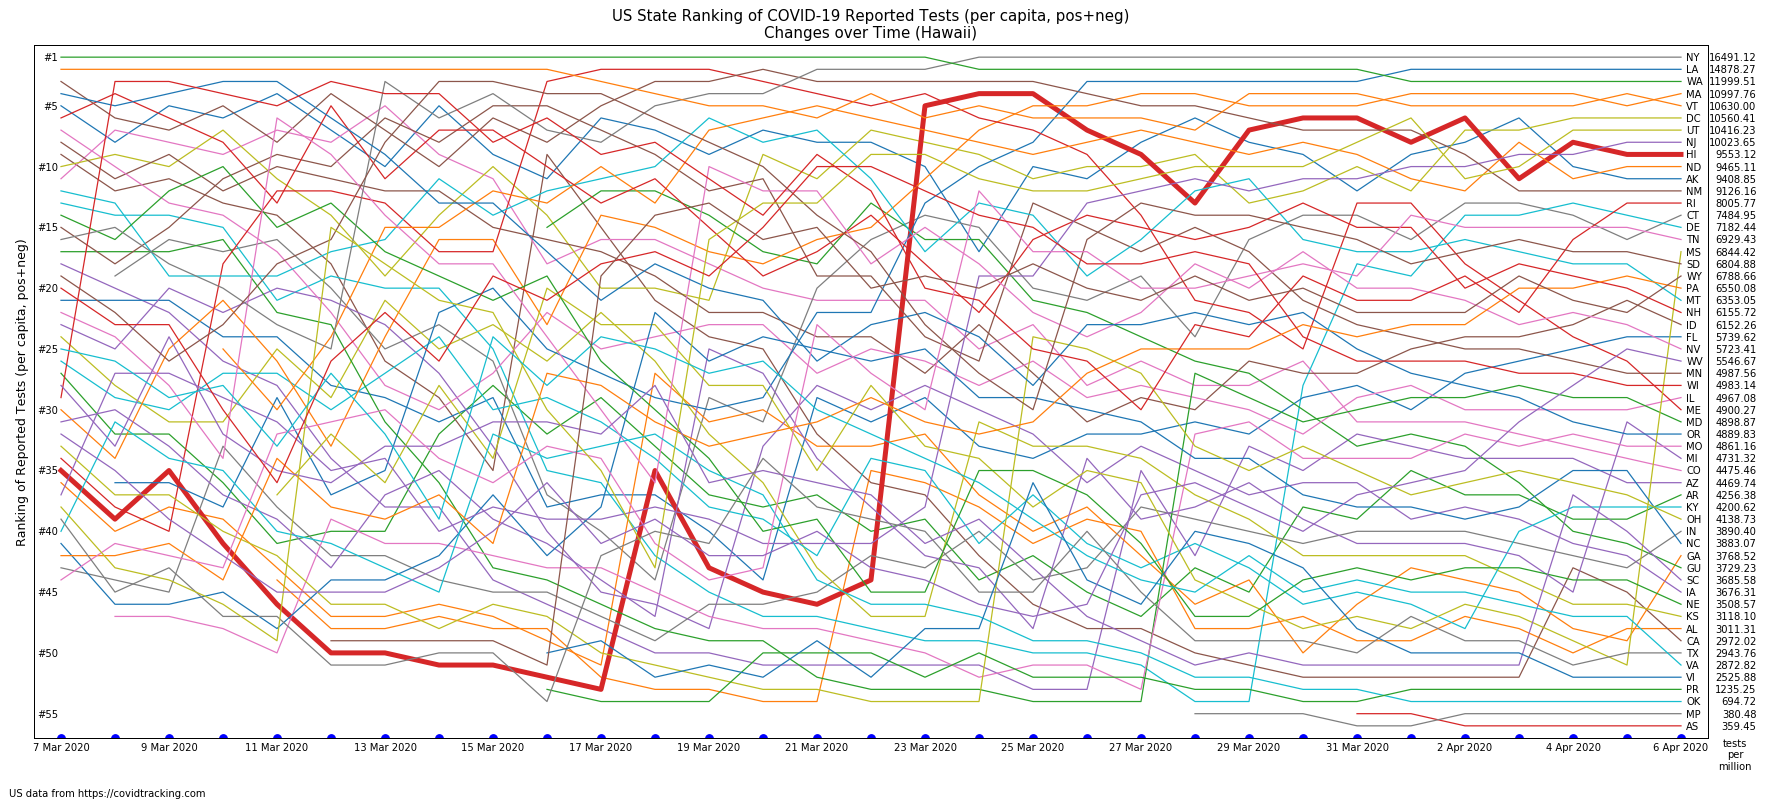 US State Ranking of COVID-19 Reported Tests (per capita, pos+neg)
Changes over Time (Hawaii)
Ranking of Reported Tests (per capita, pos+neg)
#1
#5
#10
#15
#20
#25
#30
#35
#40
#45
#50
#55
NY 16491.12
LA 14878.27
WA 11999.51
MA 10997.76
VT 10630.00
DC 10560.41
UT 10416.23
NJ 10023.65
HI 9553.12
ND 9465.11
AK 9408.85
NM 9126.16
RI 8005.77
CT 7484.95
DE 7182.44
TN 6929.43
MS 6844.42
SD 6804.88
WY 6788.66
PA 6550.08
MT 6353.05
NH 6155.72
ID 6152.26
FL 5739.62
NV 5723.41
WV 5546.67
MN 4987.56
WI 4983.14
IL 4967.08
ME 4900.27
MD 4898.87
OR 4889.83
MO 4861.16
MI 4731.32
CO 4475.46
AZ 4469.74
AR 4256.38
KY 4200.62
OH 4138.73
IN 3890.40
NC 3883.07
GA 3768.52
GU 3729.23
SC 3685.58
IA 3676.31
NE 3508.57
KS 3118.10
AL 3011.31
CA 2972.02
TX 2943.76
VA 2872.82
VI 2525.88
PR 1235.25
OK 694.72
MP 380.48
AS 359.45
7 Mar 2020 9 Mar 2020 11 Mar 2020 13 Mar 2020 15 Mar 2020 17 Mar 2020 19 Mar 2020 21 Mar 2020 23 Mar 2020 25 Mar 2020 27 Mar 2020 29 Mar 2020 31 Mar 2020 2 Apr 2020 4 Apr 2020 6 Apr 2020
tests
per
million
US data from https://covidtracking.com